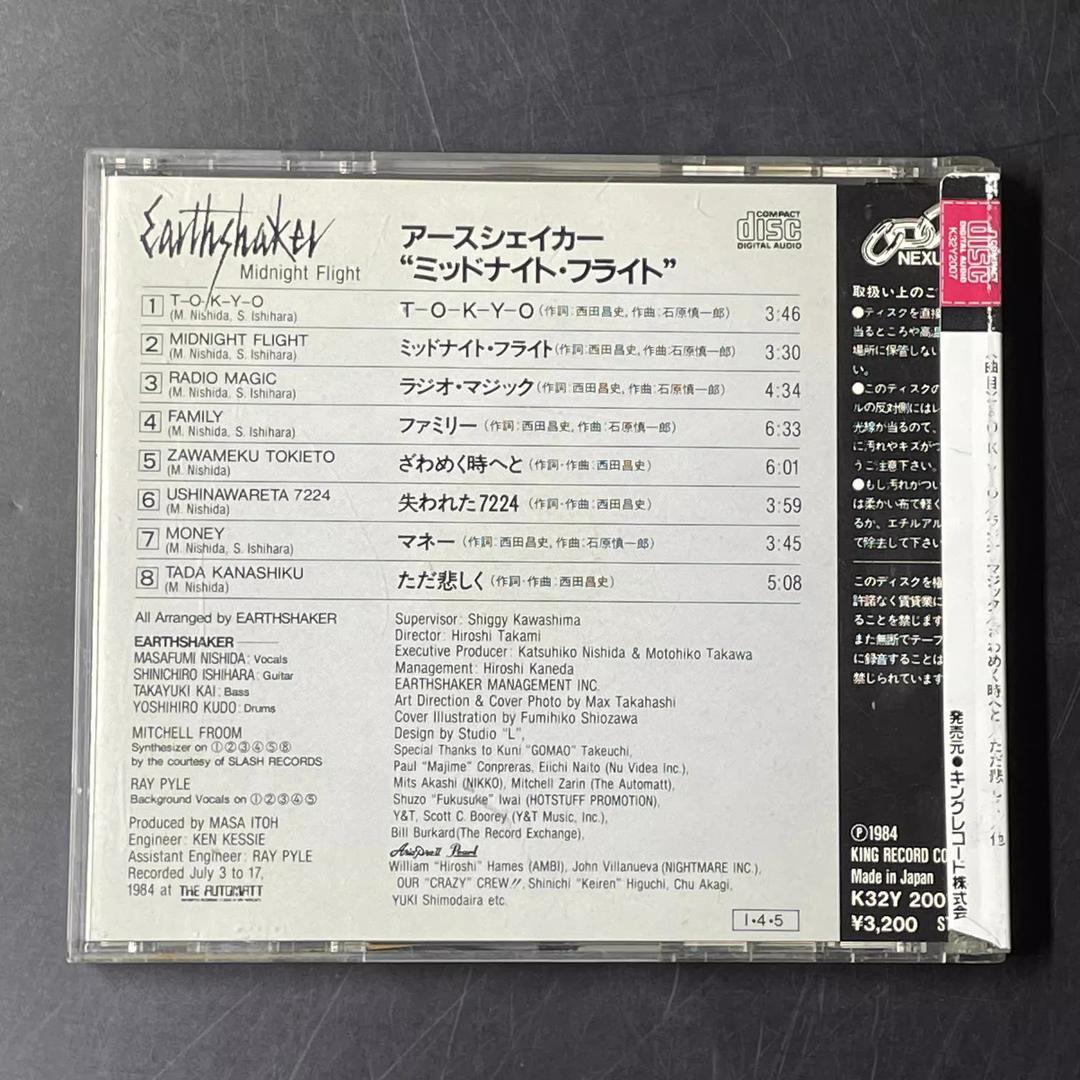 Earthshaker
Midnight Flight
アースシェイカー
“ミッドナイト・フライト”
COMPACT
disc
DIGITAL AUDIO
1 T-O-K-Y-O
(M. Nishida, S. Ishihara)
T-O-K-Y-O (作詞:西田昌史, 作曲:石原慎一郎) 3:46
2 MIDNIGHT FLIGHT
(M. Nishida, S. Ishihara)
ミッドナイト・フライト(作詞:西田昌史, 作曲:石原慎一郎) 3:30
3 RADIO MAGIC
(M. Nishida, S. Ishihara)
ラジオ・マジック(作詞:西田昌史, 作曲:石原慎一郎) 4:34
4 FAMILY
(M. Nishida, S. Ishihara)
ファミリー (作詞:西田昌史, 作曲:石原慎一郎) 6:33
5 ZAWAMEKU TOKIETO
(M. Nishida)
ざわめく時へと (作詞・作曲:西田昌史) 6:01
6 USHINAWARETA 7224
(M. Nishida)
失われた7224 (作詞・作曲:西田昌史) 3:59
7 MONEY
(M. Nishida, S. Ishihara)
マネー (作詞:西田昌史, 作曲:石原慎一郎) 3:45
8 TADA KANASHIKU
(M. Nishida)
ただ悲しく (作詞・作曲:西田昌史) 5:08
All Arranged by EARTHSHAKER
EARTHSHAKER
MASAFUMI NISHIDA: Vocals
SHINICHIRO ISHIHARA: Guitar
TAKAYUKI KAI: Bass
YOSHIHIRO KUDO: Drums
MITCHELL FROOM
Synthesizer on ①②③④⑤⑧
by the courtesy of SLASH RECORDS
RAY PYLE
Background Vocals on ①②③④⑤
Produced by MASA ITOH
Engineer: KEN KESSIE
Assistant Engineer: RAY PYLE
Recorded July 3 to 17,
1984 at THE AUTOMATT
Supervisor: Shiggy Kawashima
Director: Hiroshi Takami
Executive Producer: Katsuhiko Nishida & Motohiko Takawa
Management: Hiroshi Kaneda
EARTHSHAKER MANAGEMENT INC.
Art Direction & Cover Photo by Max Takahashi
Cover Illustration by Fumihiko Shiozawa
Design by Studio “L”,
Special Thanks to Kuni “GOMAO” Takeuchi,
Paul “Majime” Conpreras, Eiichi Naito (Nu Videa Inc.),
Mits Akashi (NIKKO), Mitchell Zarin (The Automatt),
Shuzo “Fukusuke” Iwai (HOTSTUFF PROMOTION),
Y&T, Scott C. Boorey (Y&T Music, Inc.),
Bill Burkard(The Record Exchange),
AriaProII Pearl
William “Hiroshi” Hames (AMBI), John Villanueva (NIGHTMARE INC.),
OUR “CRAZY” CREW!!, Shinichi “Keiren” Higuchi, Chu Akagi,
YUKI Shimodaira etc.
1・4・5
NEXU
取扱い上のご
●ディスクを直接
当るところや高温
場所に保管しない
い。
●このディスクの
ルの反対側にはレ
光線が当るので、
に汚れやキズがつ
うご注意下さい。
●もし汚れがつい
は柔かい布で軽く
るか、エチルアル
で除去して下さい
このディスクを権
許諾なく賃貸業に
ることを禁じます
また無断でテープ
に録音することは
禁じられています
Ⓟ1984
KING RECORD CO
Made in Japan
K32Y 200
¥3,200 ST
COMPACT
disc
DIGITAL AUDIO
K32Y2007
発売元●キングレコード株式会